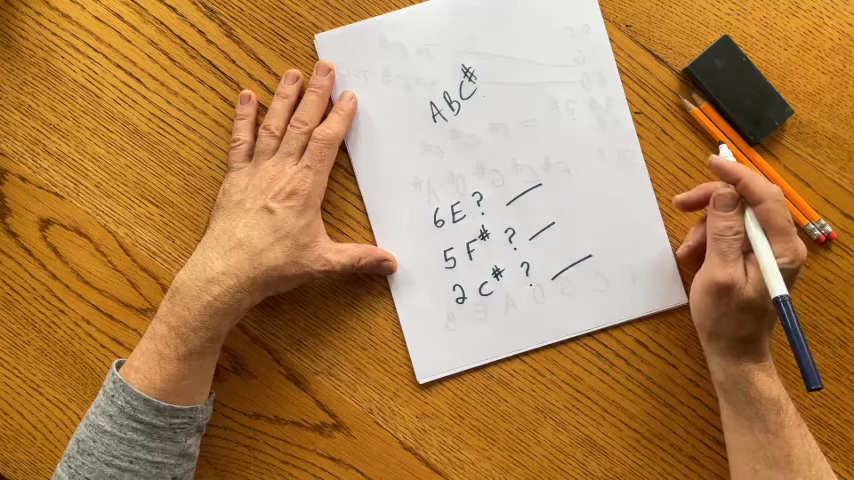 ABC#
6E? —
5F#? —
2C#? —